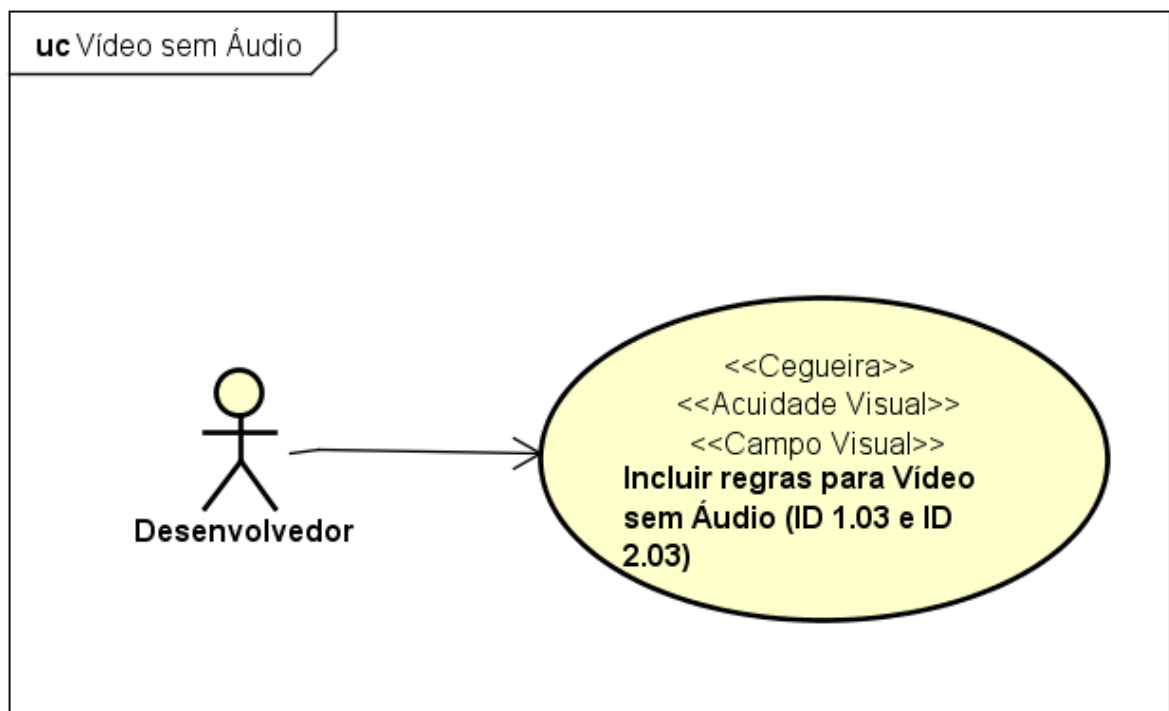 uc Vídeo sem Áudio
<<Cegueira>>
<<Acuidade Visual>>
<<Campo Visual>>
Incluir regras para Vídeo
sem Áudio (ID 1.03 e ID
2.03)
Desenvolvedor